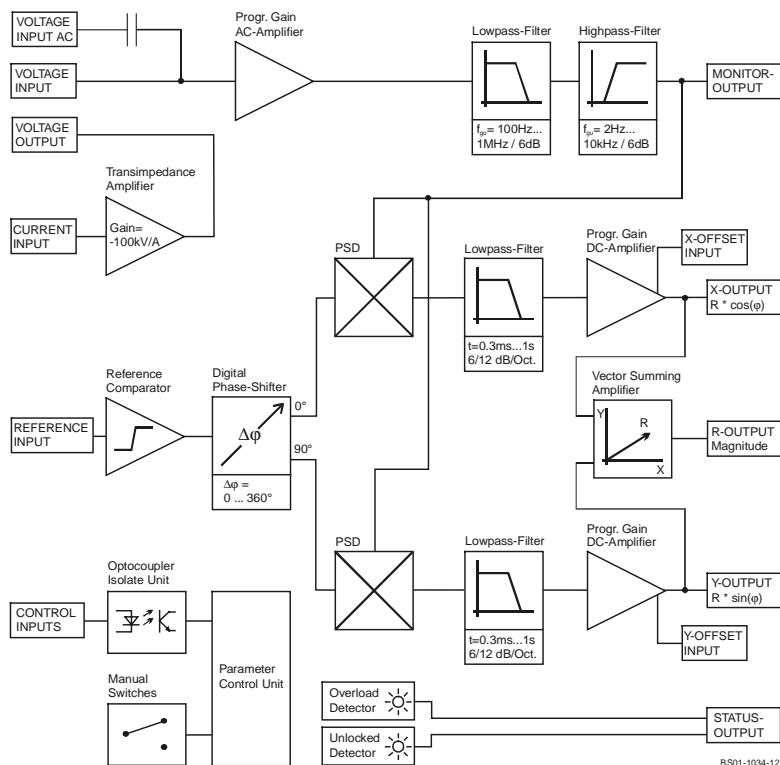 VOLTAGE
INPUT AC
Progr. Gain
AC-Amplifier
Lowpass-Filter
Highpass-Filter
VOLTAGE
INPUT
MONITOR-
OUTPUT
VOLTAGE
OUTPUT
fgo = 100Hz...
1MHz / 6dB
fgu = 2Hz...
10kHz / 6dB
Transimpedance
Amplifier
CURRENT
INPUT
Gain=
-100kV/A
PSD
Lowpass-Filter
Progr. Gain
DC-Amplifier
X-OFFSET
INPUT
X-OUTPUT
R * cos(φ)
t=0.3ms...1s
6/12 dB/Oct.
Reference
Comparator
Digital
Phase-Shifter
Vector Summing
Amplifier
0°
Y
R
X
REFERENCE
INPUT
Δφ
90°
R-OUTPUT
Magnitude
Δφ =
0 ... 360°
PSD
Lowpass-Filter
Progr. Gain
DC-Amplifier
Optocoupler
Isolate Unit
Y-OUTPUT
R * sin(φ)
CONTROL
INPUTS
t=0.3ms...1s
6/12 dB/Oct.
Y-OFFSET
INPUT
Manual
Switches
Parameter
Control Unit
Overload
Detector
Unlocked
Detector
STATUS-
OUTPUT
BS01-1034-12